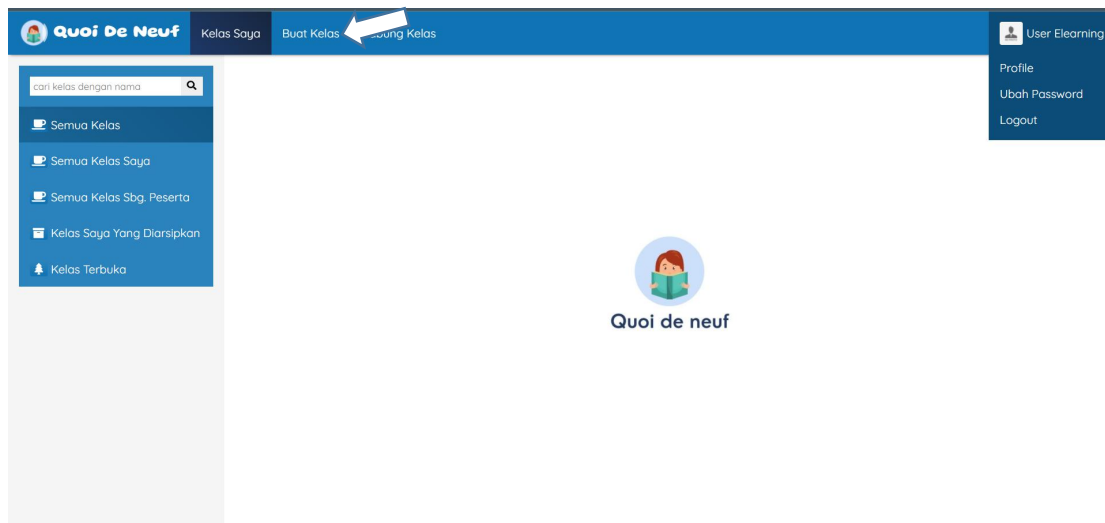 Quoi De Neuf
Kelas Saya
Buat Kelas
Kelas
User Elearning
Profile
Ubah Password
Logout
cari kelas dengan nama
Semua Kelas
Semua Kelas Saya
Semua Kelas Sbg. Peserta
Kelas Saya Yang Diarsipkan
Kelas Terbuka
Quoi de neuf